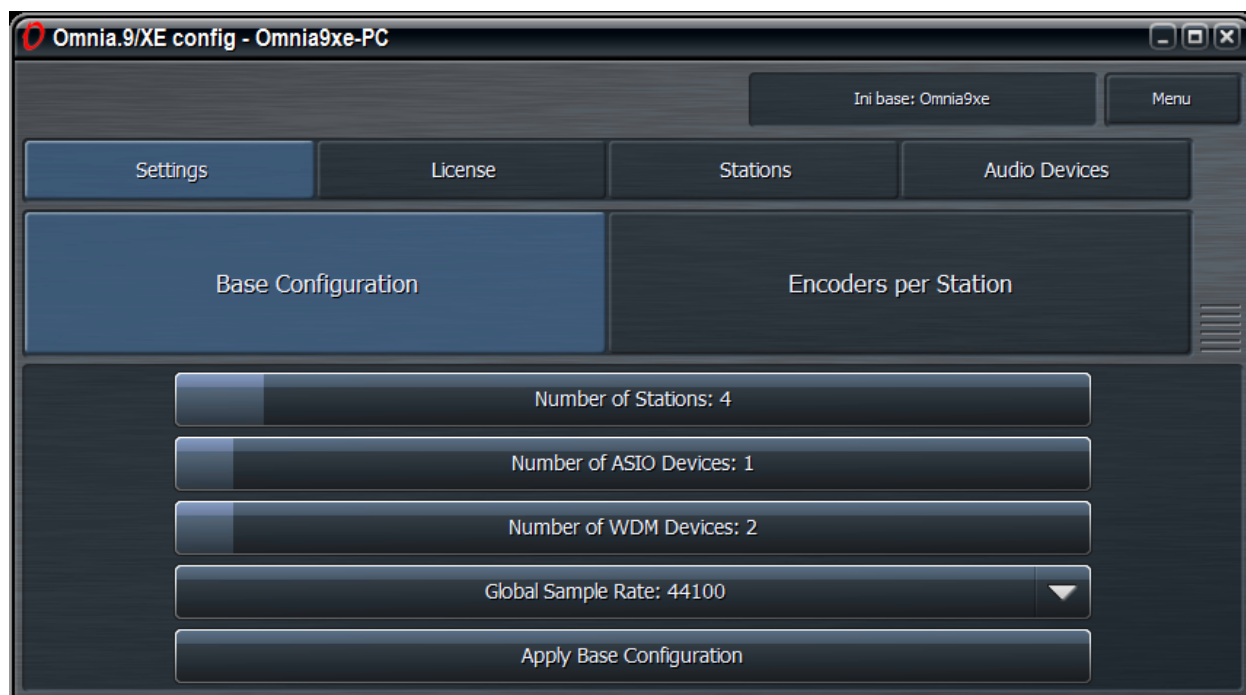 Omnia.9/XE config - Omnia9xe-PC
Ini base: Omnia9xe
Menu
Settings
License
Stations
Audio Devices
Base Configuration
Encoders per Station
Number of Stations: 4
Number of ASIO Devices: 1
Number of WDM Devices: 2
Global Sample Rate: 44100
Apply Base Configuration